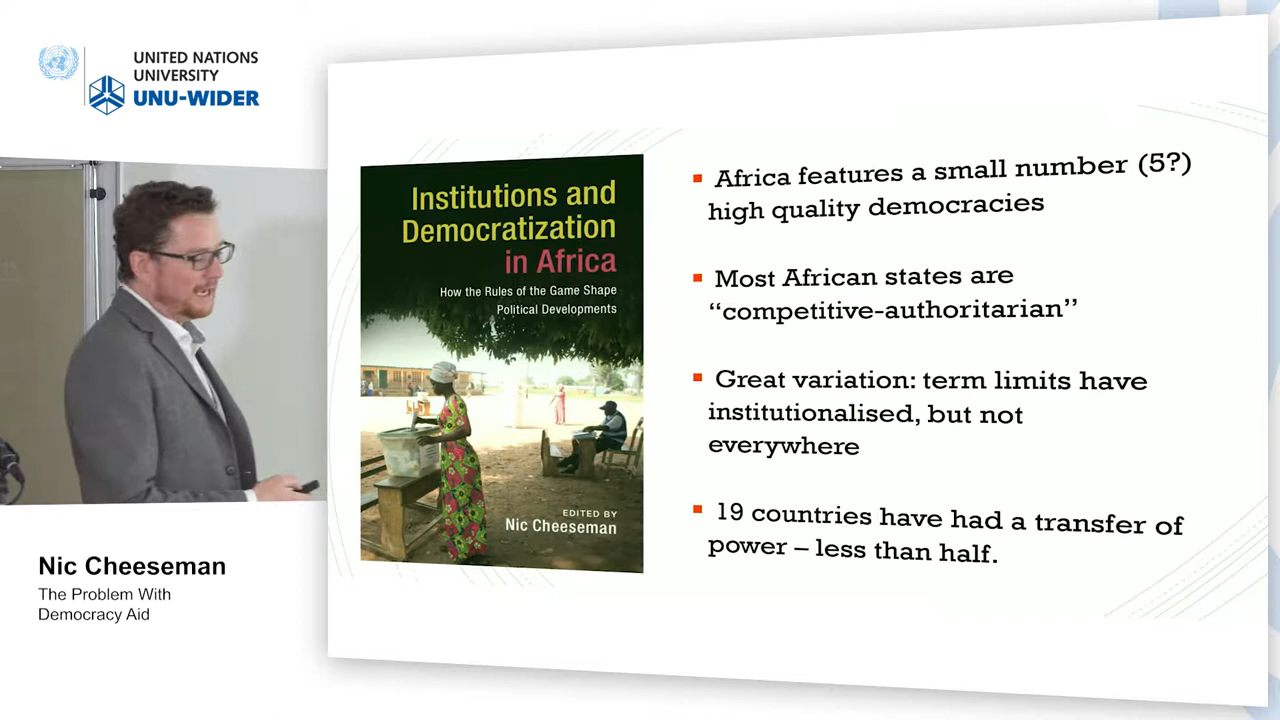 UNITED NATIONS
UNIVERSITY
UNU-WIDER
Institutions and
Democratization
in Africa
How the Rules of the Game Shape
Political Developments
EDITED BY
Nic Cheeseman
Africa features a small number (5?)
high quality democracies
Most African states are
“competitive-authoritarian”
Great variation: term limits have
institutionalised, but not
everywhere
19 countries have had a transfer of
power – less than half.
Nic Cheeseman
The Problem With
Democracy Aid